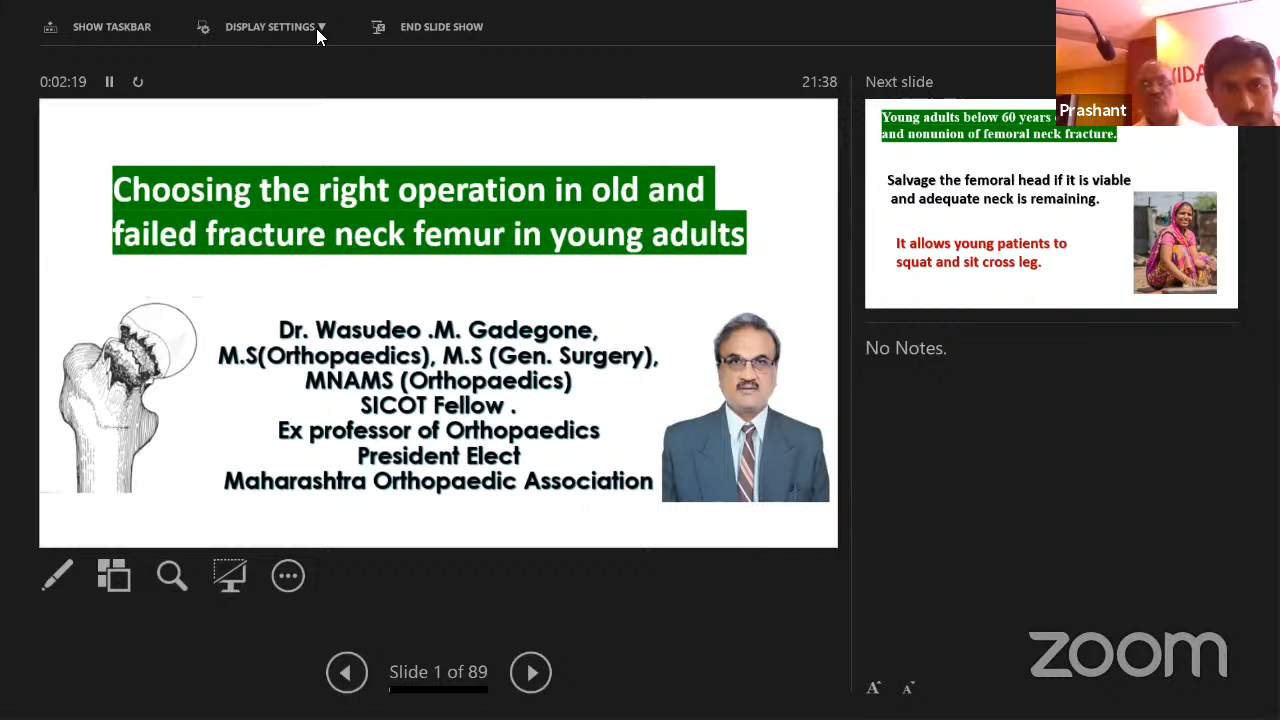 SHOW TASKBAR
DISPLAY SETTINGS
END SLIDE SHOW
0:02:19
21:38
Choosing the right operation in old and
failed fracture neck femur in young adults
Dr. Wasudeo .M. Gadegone,
M.S(Orthopaedics), M.S (Gen. Surgery),
MNAMS (Orthopaedics)
SICOT Fellow .
Ex professor of Orthopaedics
President Elect
Maharashtra Orthopaedic Association
Slide 1 of 89
Next slide
Young adults below 60 years
and nonunion of femoral neck fracture.
Salvage the femoral head if it is viable
and adequate neck is remaining.
It allows young patients to
squat and sit cross leg.
No Notes.
A A
Prashant
zoom